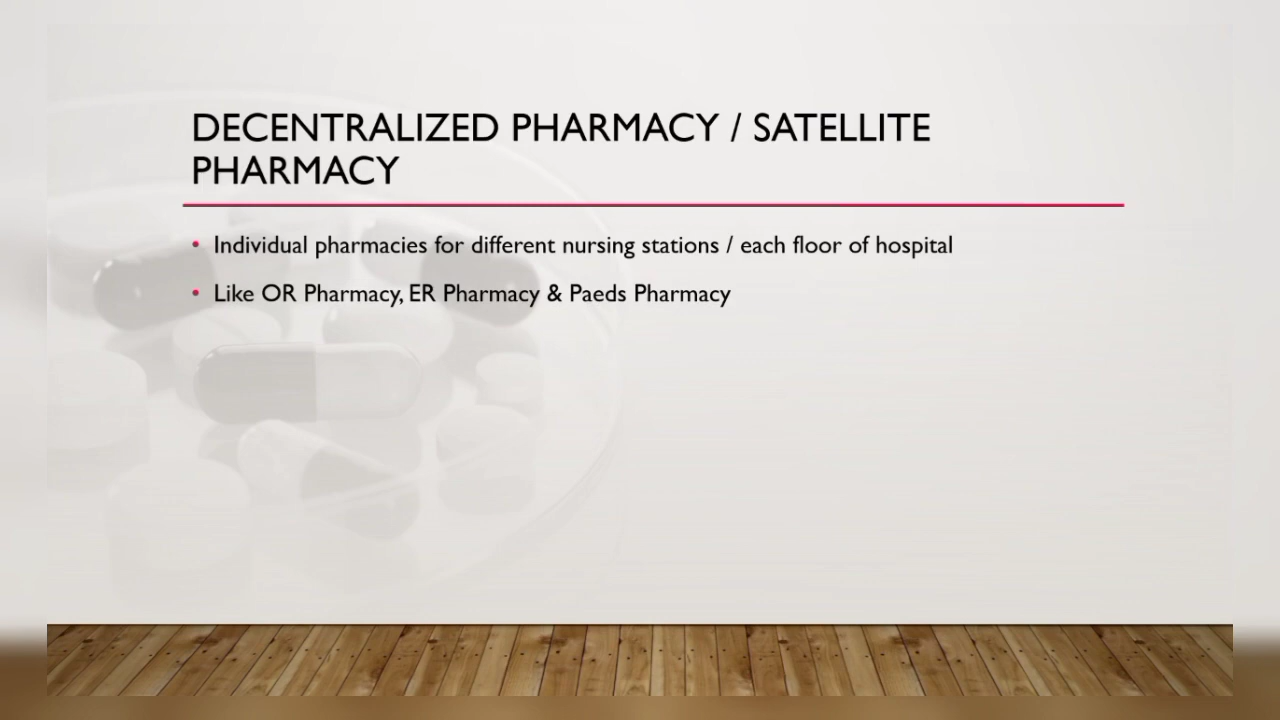 DECENTRALIZED PHARMACY / SATELLITE
PHARMACY
• Individual pharmacies for different nursing stations / each floor of hospital
• Like OR Pharmacy, ER Pharmacy & Paeds Pharmacy